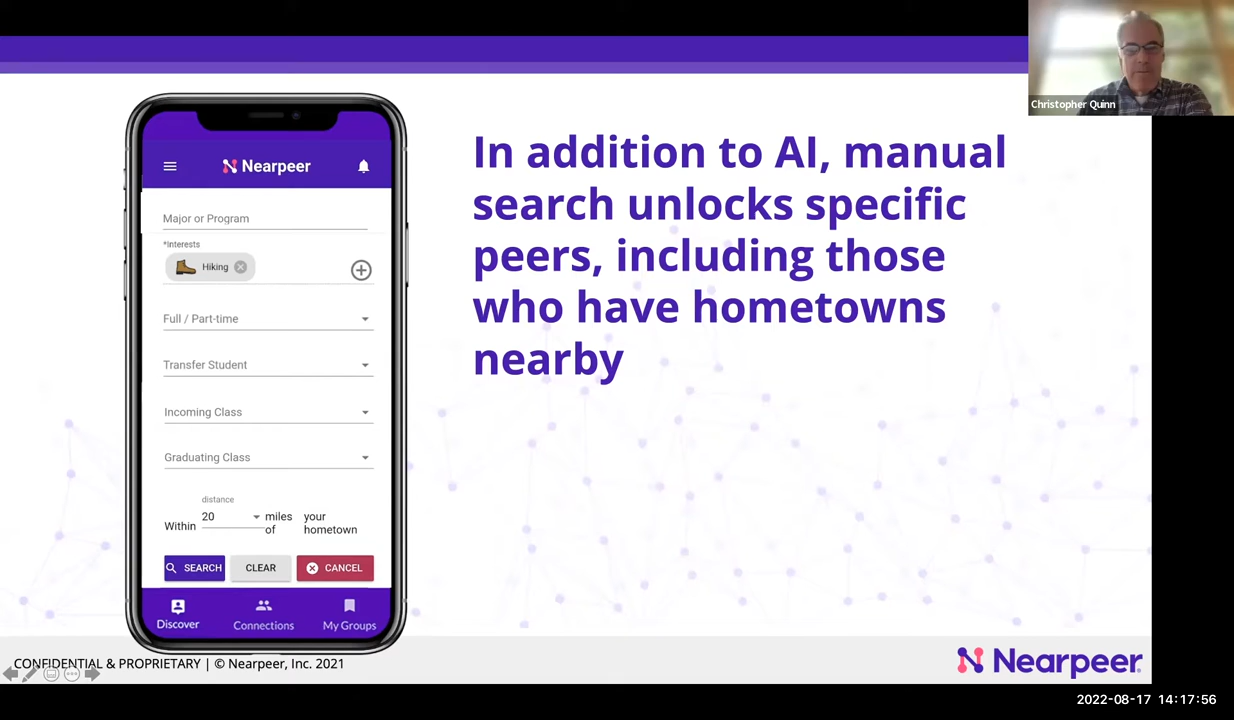 Christopher Quinn
Nearpeer
Major or Program
*Interests
Hiking
Full / Part-time
Transfer Student
Incoming Class
Graduating Class
distance
Within 20 miles of your hometown
SEARCH CLEAR CANCEL
Discover Connections My Groups
In addition to AI, manual
search unlocks specific
peers, including those
who have hometowns
nearby
CONFIDENTIAL & PROPRIETARY | © Nearpeer, Inc. 2021
Nearpeer
2022-08-17 14:17:56